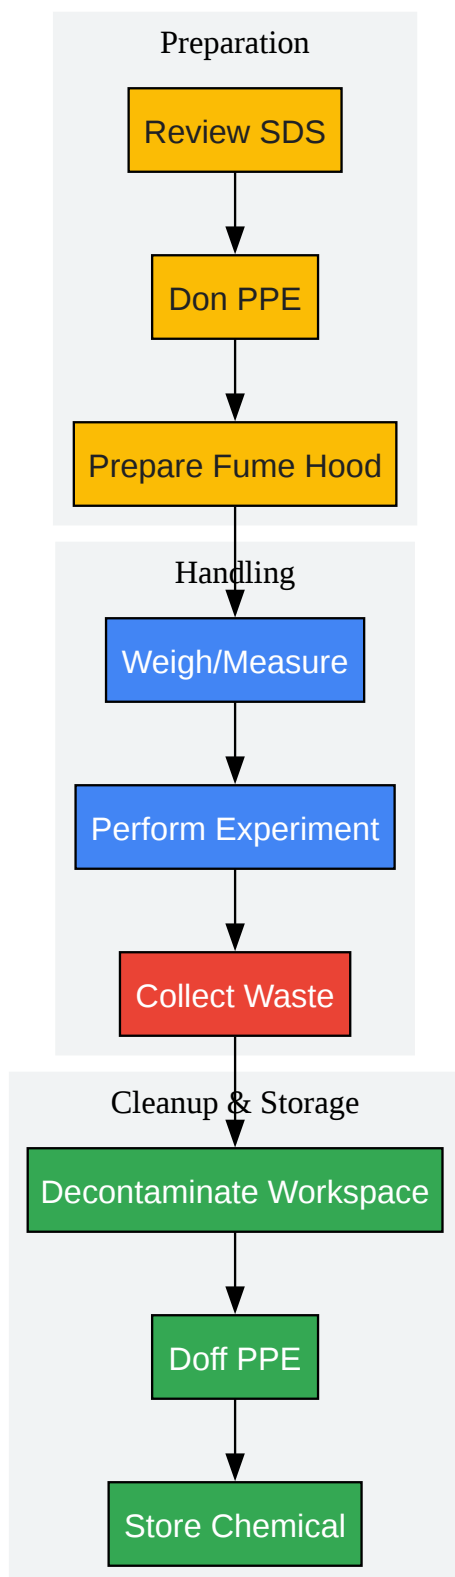 Preparation
Review SDS
Don PPE
Prepare Fume Hood
Handling
Weigh/Measure
Perform Experiment
Collect Waste
Cleanup & Storage
Decontaminate Workspace
Doff PPE
Store Chemical